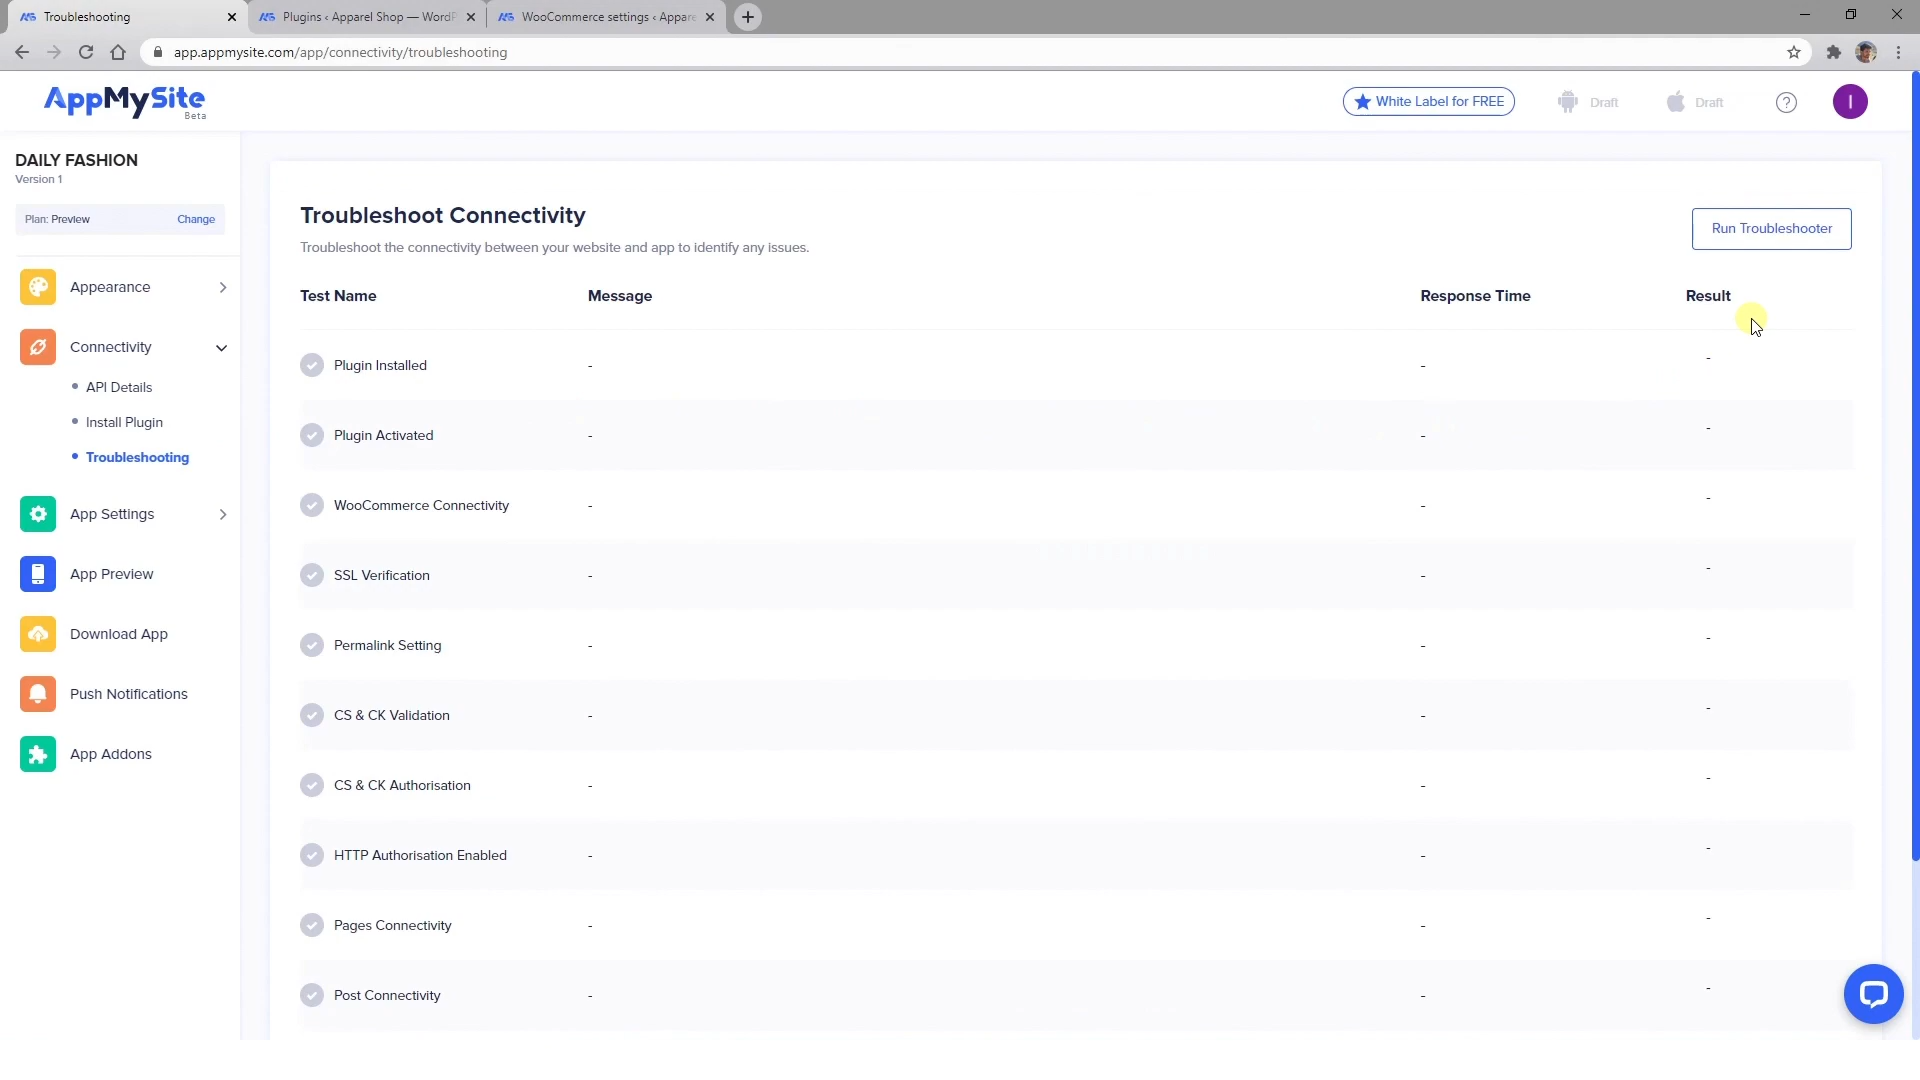 Troubleshooting
Plugins ‹ Apparel Shop — WordP
WooCommerce settings ‹ Appare
app.appmysite.com/app/connectivity/troubleshooting
AppMySite
Beta
White Label for FREE
Draft
Draft
?
I
DAILY FASHION
Version 1
Plan: Preview
Change
Appearance
Connectivity
API Details
Install Plugin
Troubleshooting
App Settings
App Preview
Download App
Push Notifications
App Addons
Troubleshoot Connectivity
Troubleshoot the connectivity between your website and app to identify any issues.
Run Troubleshooter
Test Name Message Response Time Result
Plugin Installed - - -
Plugin Activated - - -
WooCommerce Connectivity - - -
SSL Verification - - -
Permalink Setting - - -
CS & CK Validation - - -
CS & CK Authorisation - - -
HTTP Authorisation Enabled - - -
Pages Connectivity - - -
Post Connectivity - - -